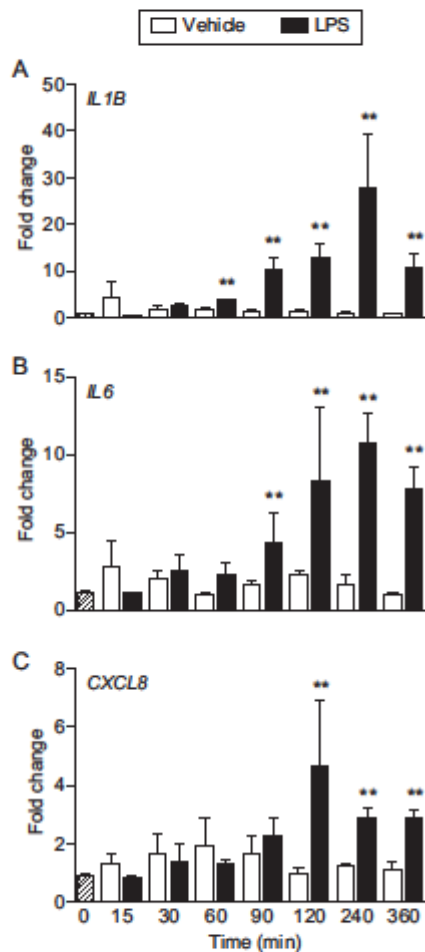 Vehicle LPS
A
IL1B
Fold change
50
40
30
20
10
0
**
**
**
**
**
B
IL6
Fold change
15
10
5
0
**
**
**
**
C
CXCL8
Fold change
8
6
4
2
0
**
**
**
0 15 30 60 90 120 240 360
Time (min)